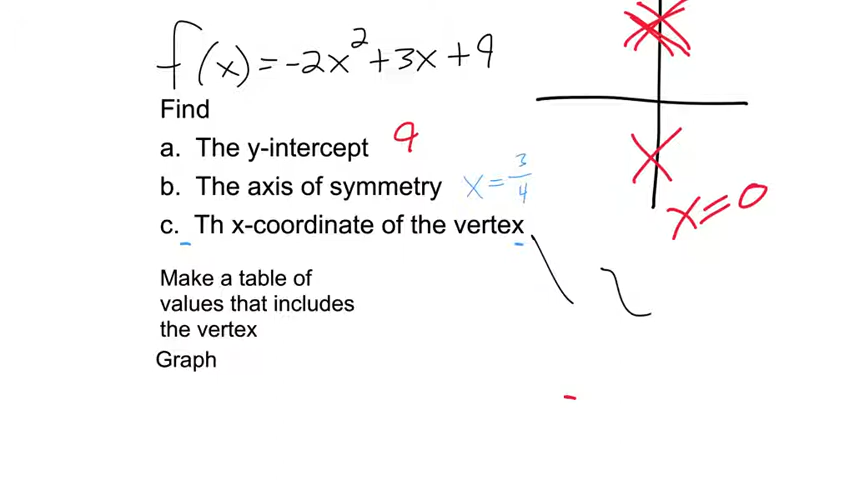 f(x)=-2x²+3x+9
Find
a. The y-intercept 9
b. The axis of symmetry x=3/4
c. Th x-coordinate of the vertex
x=0
Make a table of
values that includes
the vertex
Graph